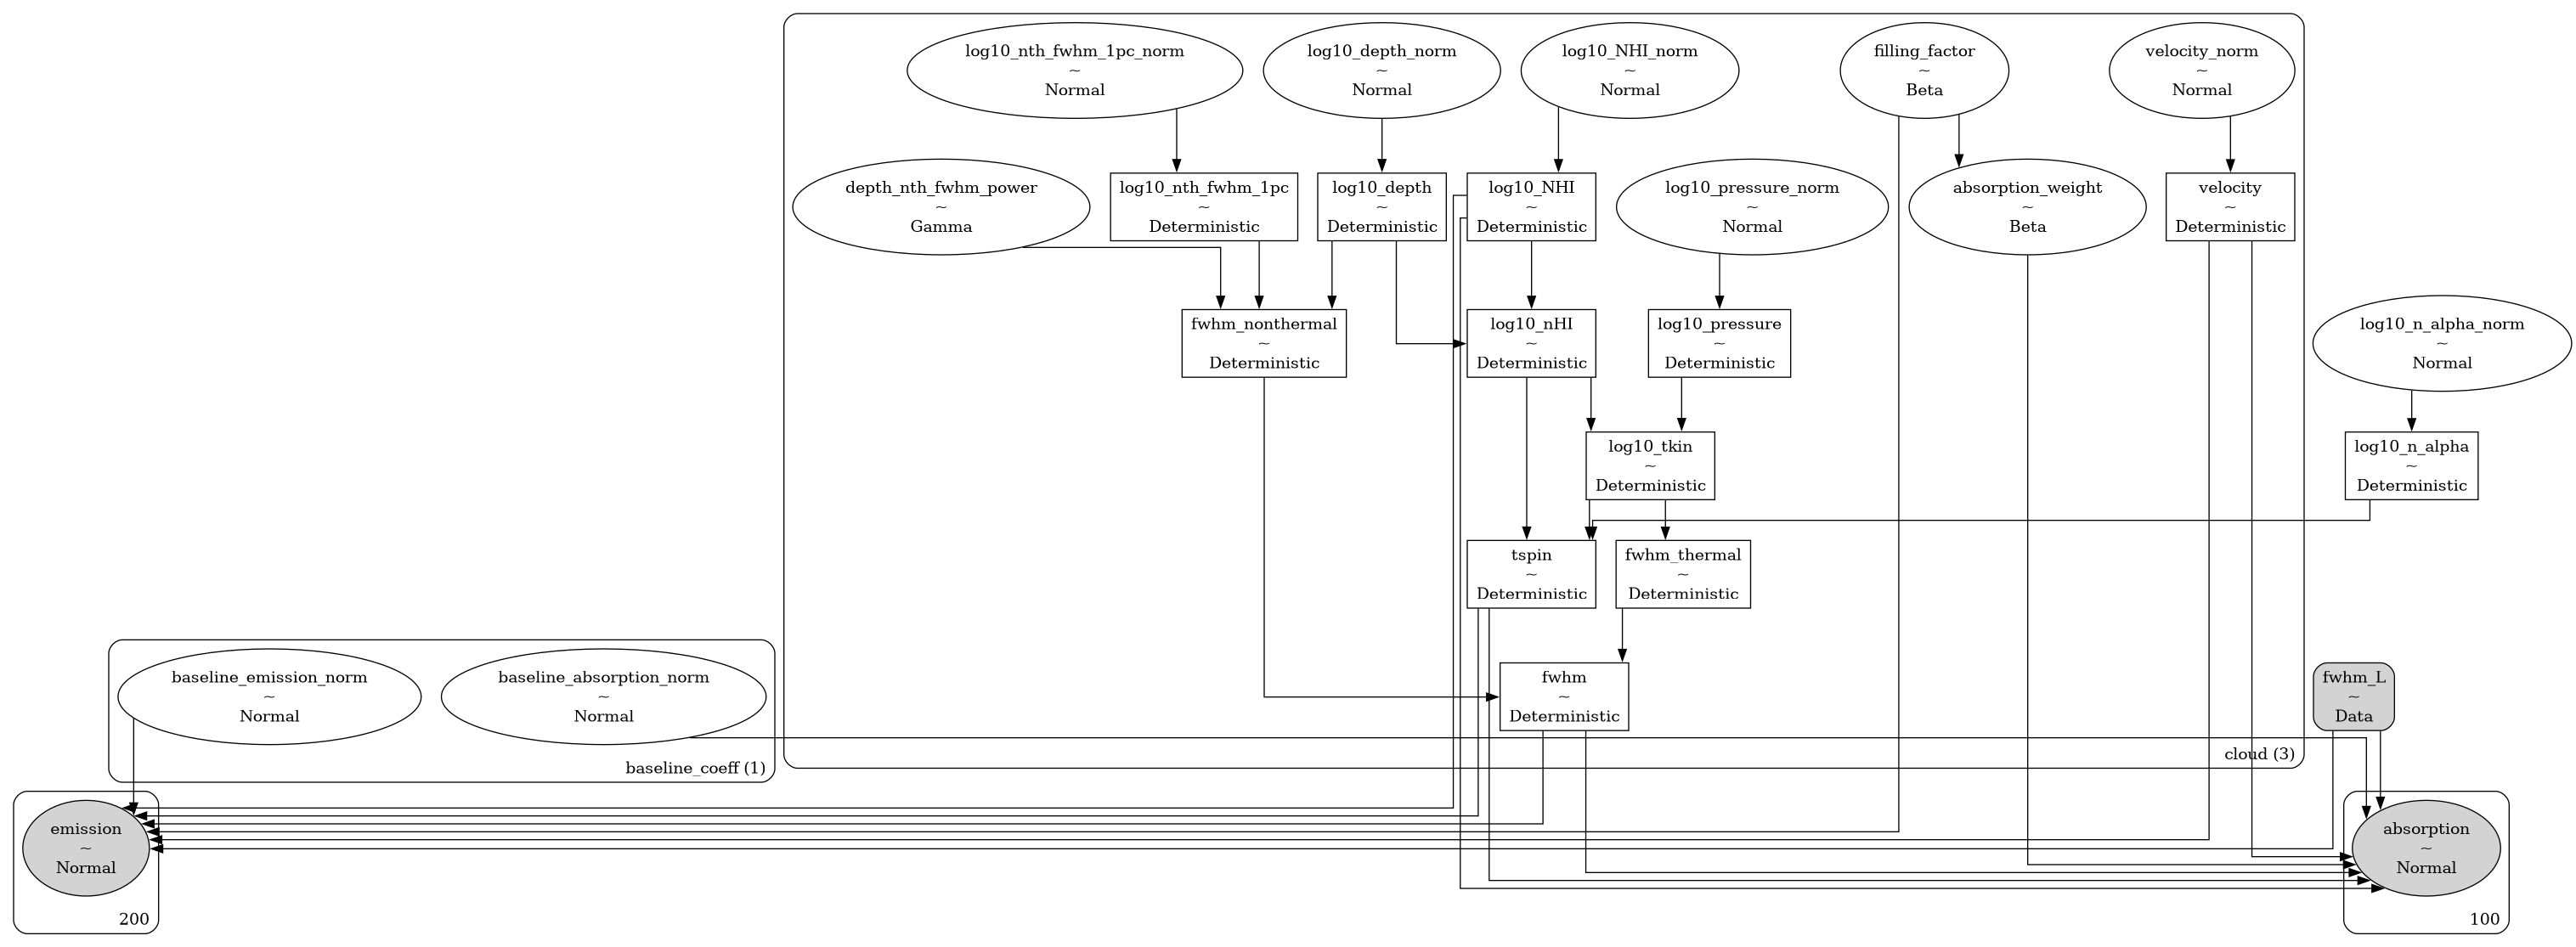 log10_nth_fwhm_1pc_norm
~
Normal
log10_depth_norm
~
Normal
log10_NHI_norm
~
Normal
filling_factor
~
Beta
velocity_norm
~
Normal
depth_nth_fwhm_power
~
Gamma
log10_nth_fwhm_1pc
~
Deterministic
log10_depth
~
Deterministic
log10_NHI
~
Deterministic
log10_pressure_norm
~
Normal
absorption_weight
~
Beta
velocity
~
Deterministic
fwhm_nonthermal
~
Deterministic
log10_nHI
~
Deterministic
log10_pressure
~
Deterministic
log10_n_alpha_norm
~
Normal
log10_tkin
~
Deterministic
log10_n_alpha
~
Deterministic
tspin
~
Deterministic
fwhm_thermal
~
Deterministic
baseline_emission_norm
~
Normal
baseline_absorption_norm
~
Normal
fwhm
~
Deterministic
fwhm_L
~
Data
cloud (3)
baseline_coeff (1)
emission
~
Normal
200
absorption
~
Normal
100